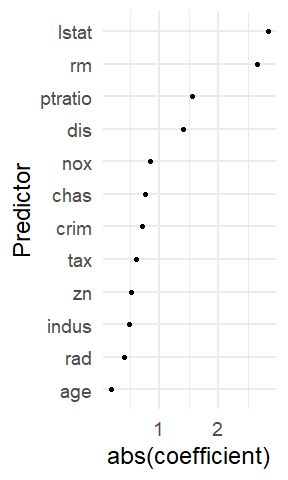 lstat
rm
ptratio
dis
nox
chas
crim
tax
zn
indus
rad
age
Predictor
1 2
abs(coefficient)